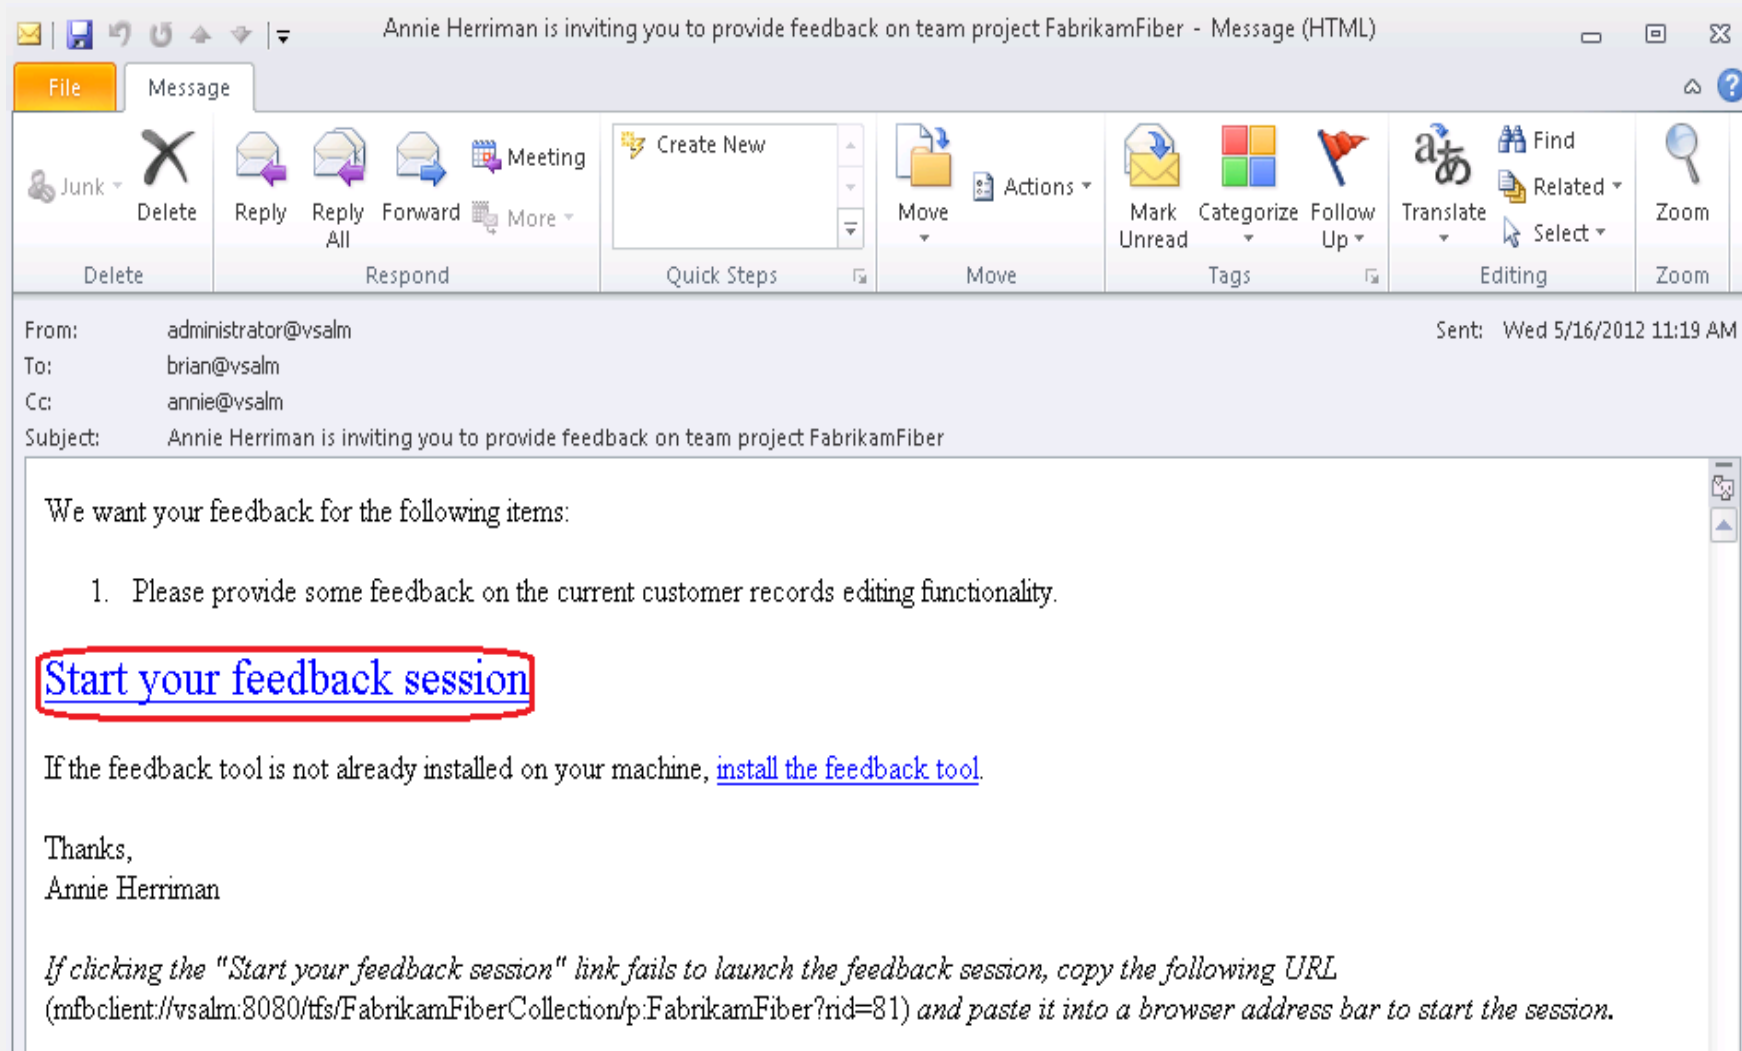 Annie Herriman is inviting you to provide feedback on team project FabrikamFiber - Message (HTML)
File Message
Junk
Delete
Reply
Reply All
Forward
Meeting
More
Create New
Move
Actions
Mark Unread
Categorize
Follow Up
Translate
Find
Related
Select
Zoom
Delete Respond Quick Steps Move Tags Editing Zoom
From: administrator@vsalm Sent: Wed 5/16/2012 11:19 AM
To: brian@vsalm
Cc: annie@vsalm
Subject: Annie Herriman is inviting you to provide feedback on team project FabrikamFiber
We want your feedback for the following items:
1. Please provide some feedback on the current customer records editing functionality.
Start your feedback session
If the feedback tool is not already installed on your machine, install the feedback tool.
Thanks,
Annie Herriman
If clicking the "Start your feedback session" link fails to launch the feedback session, copy the following URL
(mfbclient://vsalm:8080/tfs/FabrikamFiberCollection/p:FabrikamFiber?rid=81) and paste it into a browser address bar to start the session.